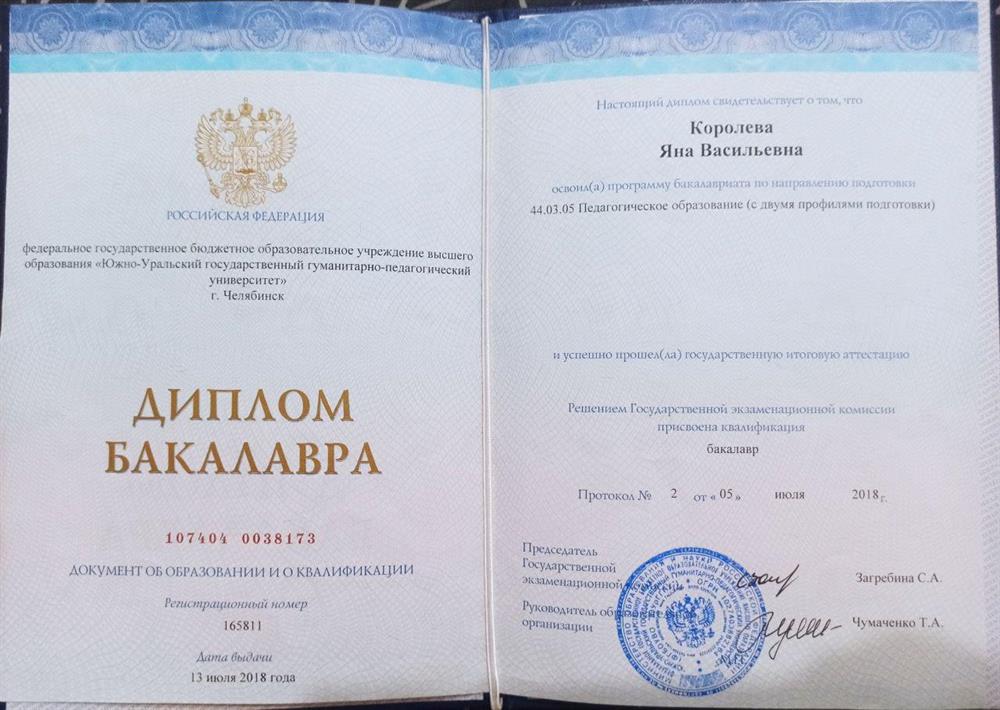 РОССИЙСКАЯ ФЕДЕРАЦИЯ
федеральное государственное бюджетное образовательное учреждение высшего
образования «Южно-Уральский государственный гуманитарно-педагогический
университет»
г. Челябинск
ДИПЛОМ
БАКАЛАВРА
107404 0038173
ДОКУМЕНТ ОБ ОБРАЗОВАНИИ И О КВАЛИФИКАЦИИ
Регистрационный номер
165811
Дата выдачи
13 июля 2018 года
Настоящий диплом свидетельствует о том, что
Королева
Яна Васильевна
освоил(а) программу бакалавриата по направлению подготовки
44.03.05 Педагогическое образование (с двумя профилями подготовки)
и успешно прошел(ла) государственную итоговую аттестацию
Решением Государственной экзаменационной комиссии
присвоена квалификация
бакалавр
Протокол № 2 от «05» июля 2018 г.
Председатель
Государственной
экзаменационной
Загребина С.А.
Руководитель
организации
Чумаченко Т.А.